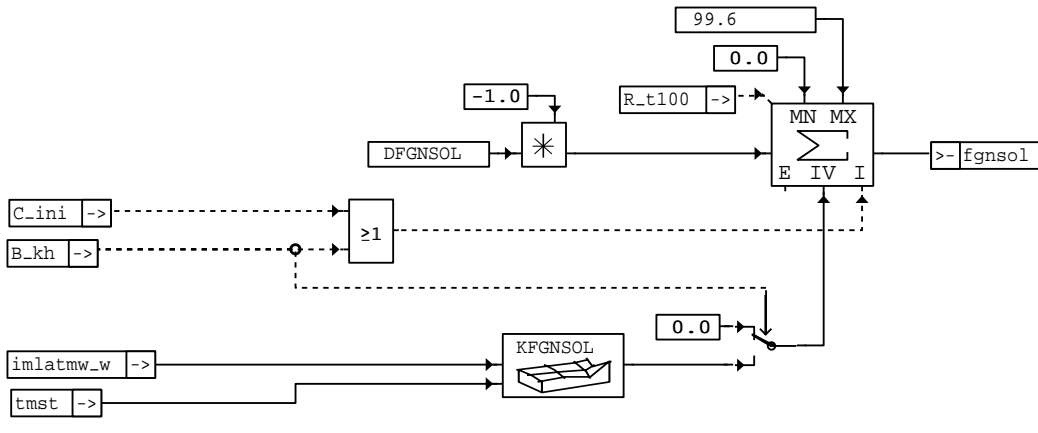 99.6
0.0
-1.0
R_t100 ->
MN MX
DFGNSOL
>- fgnsol
E IV I
C_ini ->
≥1
B_kh ->
0.0
KFGNSOL
imlatmw_w ->
tmst ->